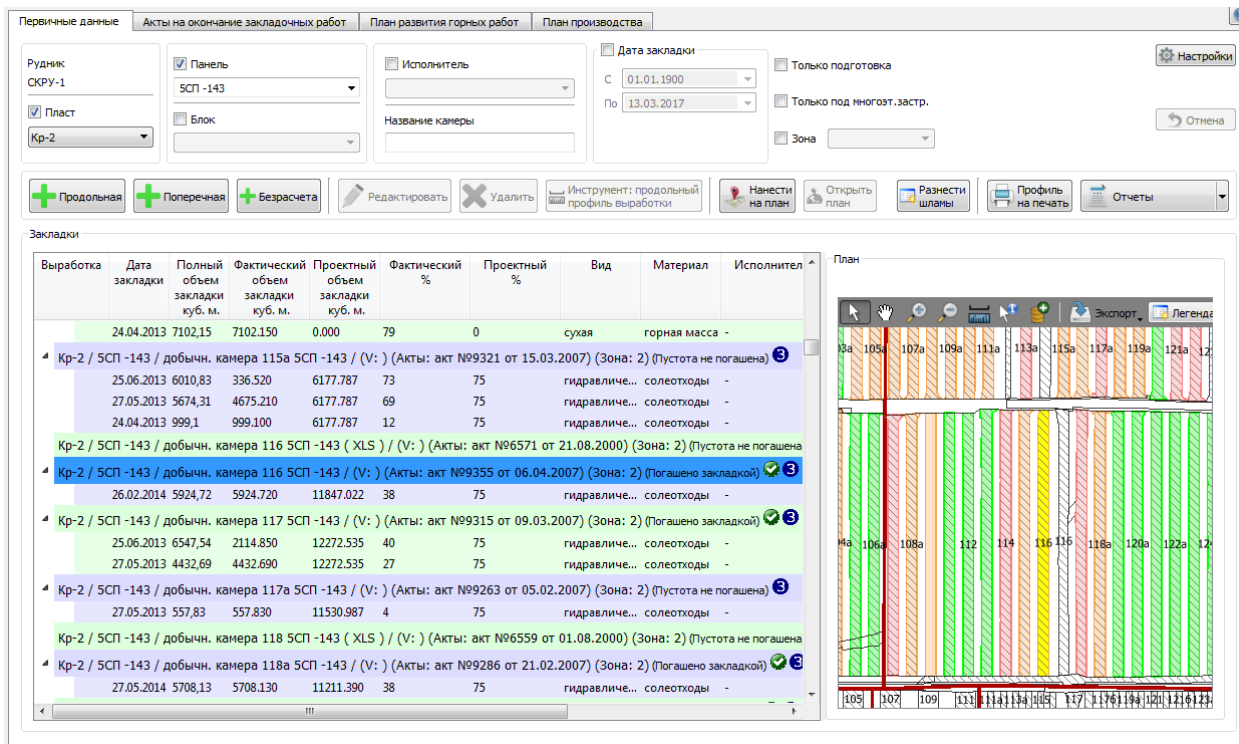 Первичные данные Акты на окончание закладочных работ План развития горных работ План производства
Рудник
СКРУ-1
Пласт
Кр-2
Панель
5СП -143
Блок
Исполнитель
Название камеры
Дата закладки
С 01.01.1900
По 13.03.2017
Только подготовка
Только под многоэт.застр.
Зона
Настройки
Отмена
Продольная Поперечная Безрасчета Редактировать Удалить Инструмент: продольный профиль выработки Нанести на план Открыть план Разнести шламы Профиль на печать Отчеты
Закладки
Выработка Дата закладки Полный объем закладки куб. м. Фактический объем закладки куб. м. Проектный объем закладки куб. м. Фактический % Проектный % Вид Материал Исполнител
24.04.2013 7102,15 7102.150 0.000 79 0 сухая горная масса -
Кр-2 / 5СП -143 / добычн. камера 115а 5СП -143 / (V: ) (Акты: акт №9321 от 15.03.2007) (Зона: 2) (Пустота не погашена) 3
25.06.2013 6010,83 336.520 6177.787 73 75 гидравличе... солеотходы -
27.05.2013 5674,31 4675.210 6177.787 69 75 гидравличе... солеотходы -
24.04.2013 999,1 999.100 6177.787 12 75 гидравличе... солеотходы -
Кр-2 / 5СП -143 / добычн. камера 116 5СП -143 ( XLS ) / (V: ) (Акты: акт №6571 от 21.08.2000) (Зона: 2) (Пустота не погашена
Кр-2 / 5СП -143 / добычн. камера 116 5СП -143 / (V: ) (Акты: акт №9355 от 06.04.2007) (Зона: 2) (Погашено закладкой) 3
26.02.2014 5924,72 5924.720 11847.022 38 75 гидравличе... солеотходы -
Кр-2 / 5СП -143 / добычн. камера 117 5СП -143 / (V: ) (Акты: акт №9315 от 09.03.2007) (Зона: 2) (Погашено закладкой) 3
25.06.2013 6547,54 2114.850 12272.535 40 75 гидравличе... солеотходы -
27.05.2013 4432,69 4432.690 12272.535 27 75 гидравличе... солеотходы -
Кр-2 / 5СП -143 / добычн. камера 117а 5СП -143 / (V: ) (Акты: акт №9263 от 05.02.2007) (Зона: 2) (Пустота не погашена) 3
27.05.2013 557,83 557.830 11530.987 4 75 гидравличе... солеотходы -
Кр-2 / 5СП -143 / добычн. камера 118 5СП -143 ( XLS ) / (V: ) (Акты: акт №6559 от 01.08.2000) (Зона: 2) (Пустота не погашена
Кр-2 / 5СП -143 / добычн. камера 118а 5СП -143 / (V: ) (Акты: акт №9286 от 21.02.2007) (Зона: 2) (Погашено закладкой) 3
27.05.2014 5708,13 5708.130 11211.390 38 75 гидравличе... солеотходы -
План
Экспорт Легенда
105а 107а 109а 111а 113а 115а 117а 119а 121а
106а 108а 112 114 116 116 118а 120а 122а
105 107 109 111 111а 113а 115 117